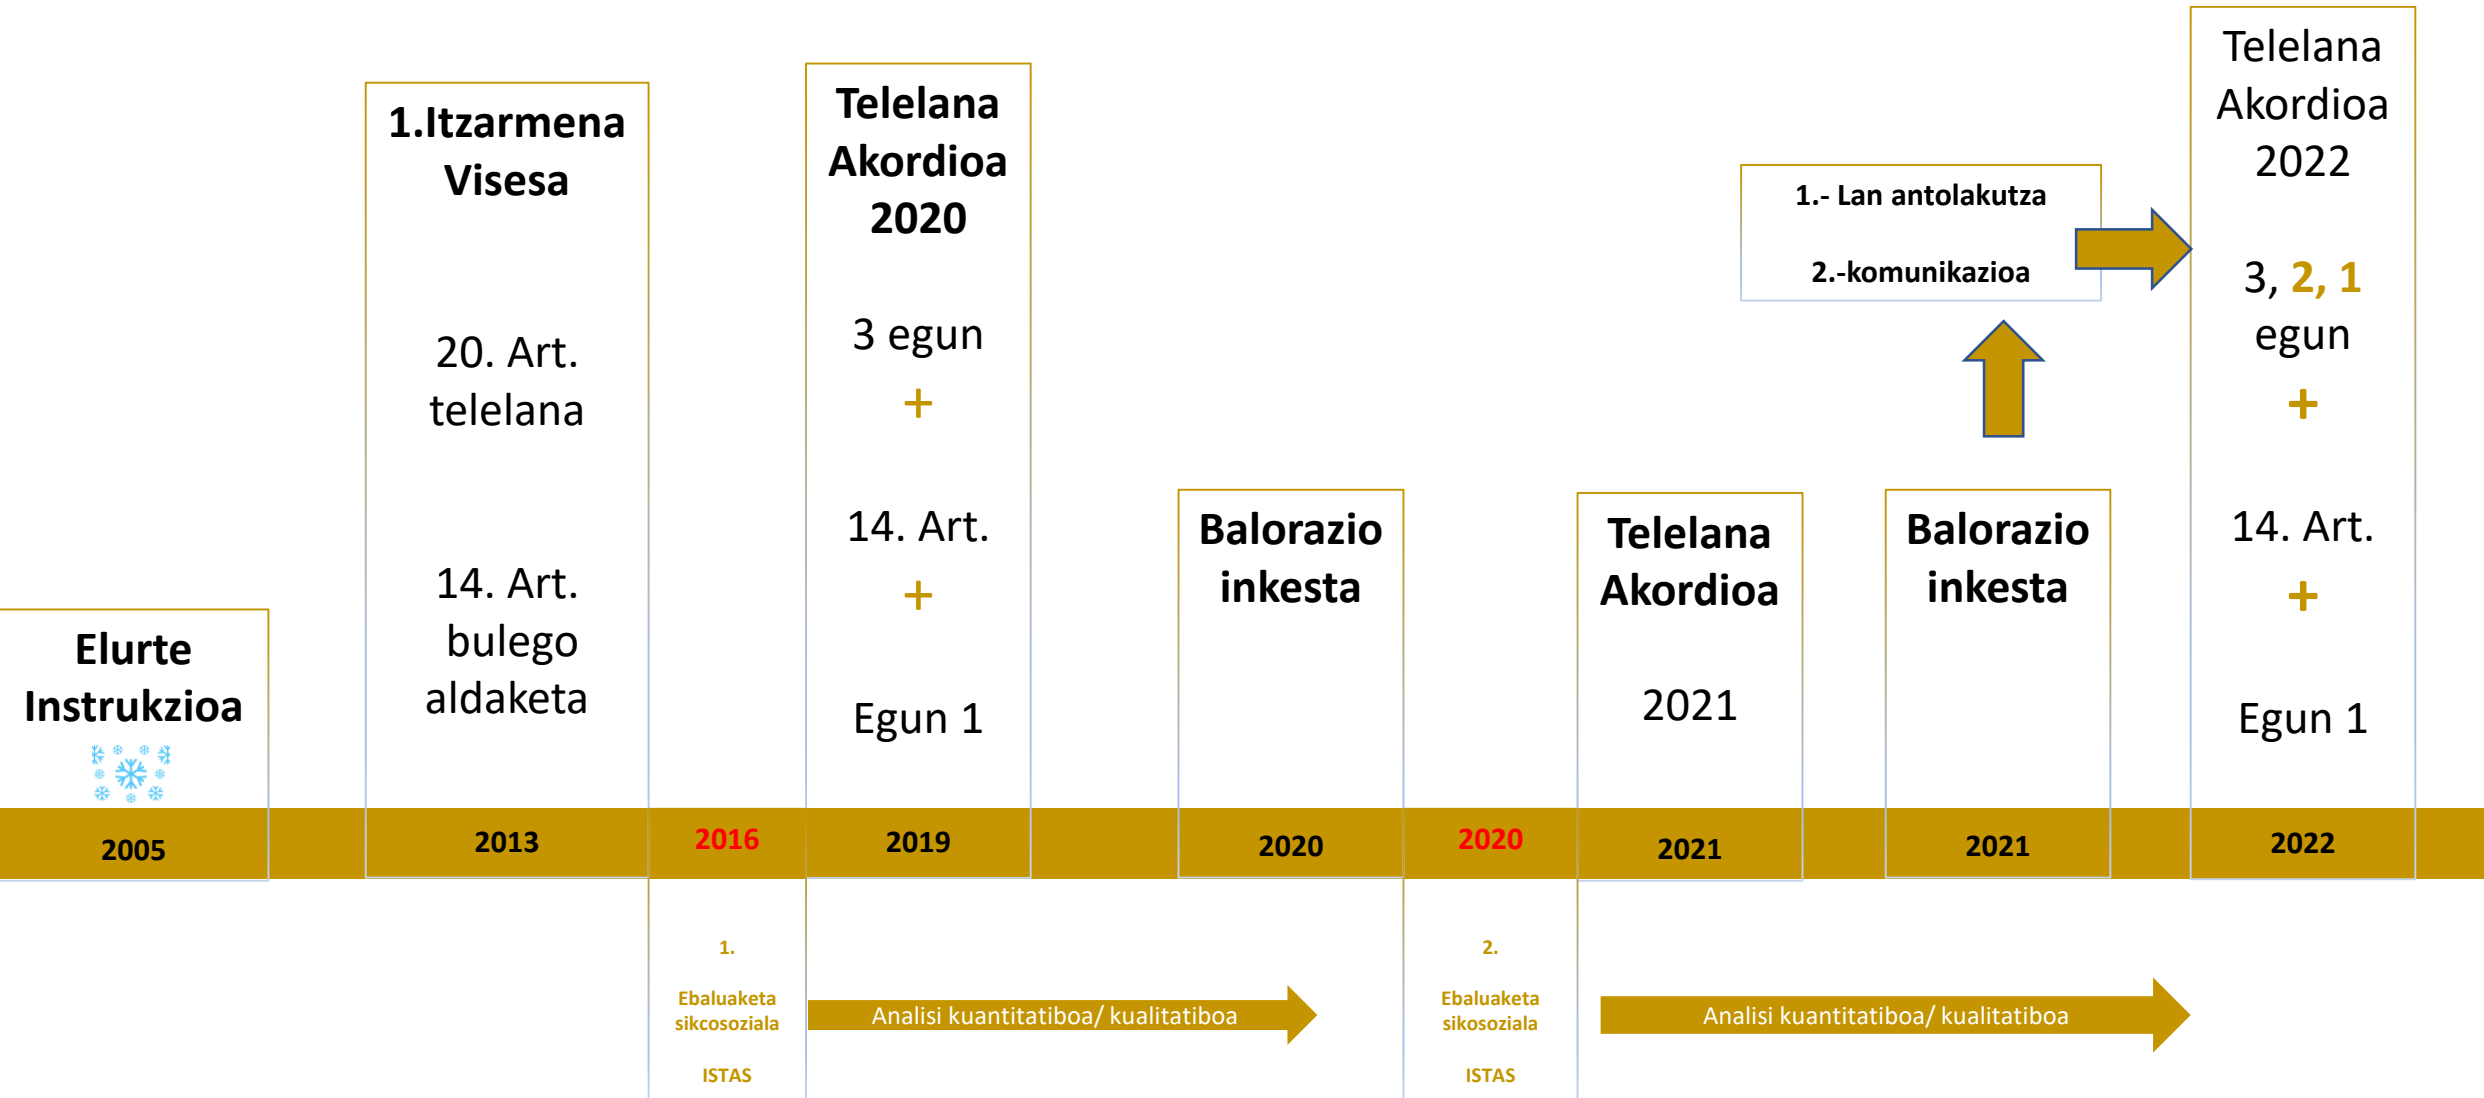 Elurte
Instrukzioa
2005
1.Itzarmena
Visesa
20. Art.
telelana
14. Art.
bulego
aldaketa
2013
2016
1.
Ebaluaketa
sikcosoziala
ISTAS
Telelana
Akordioa
2020
3 egun
+
14. Art.
+
Egun 1
2019
Analisi kuantitatiboa/ kualitatiboa
Balorazio
inkesta
2020
2020
2.
Ebaluaketa
sikosoziala
ISTAS
Telelana
Akordioa
2021
2021
Analisi kuantitatiboa/ kualitatiboa
Balorazio
inkesta
2021
1.- Lan antolakutza
2.-komunikazioa
Telelana
Akordioa
2022
3, 2, 1
egun
+
14. Art.
+
Egun 1
2022